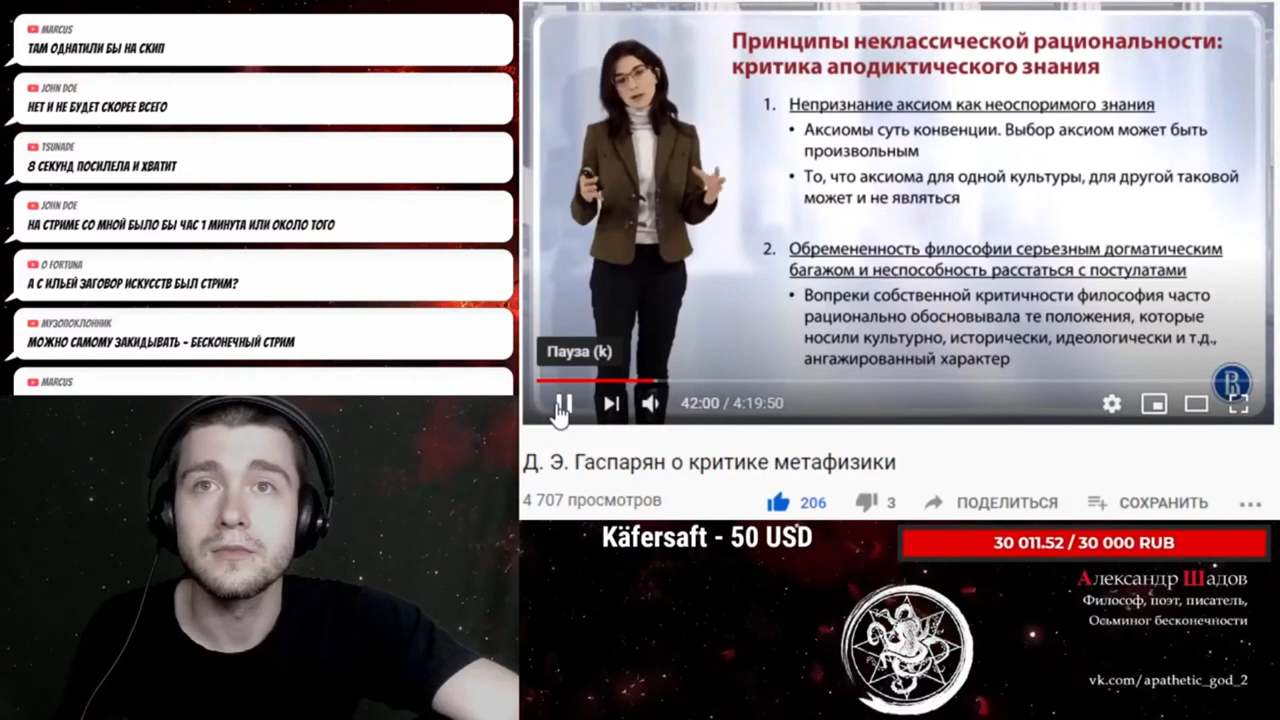 MARCUS
ТАМ ОДНАТИЛИ БЫ НА СКИП
JOHN DOE
НЕТ И НЕ БУДЕТ СКОРЕЕ ВСЕГО
TSUNADE
8 СЕКУНД ПОСИЛЕЛА И ХВАТИТ
JOHN DOE
НА СТРИМЕ СО МНОЙ БЫЛО БЫ ЧАС 1 МИНУТА ИЛИ ОКОЛО ТОГО
O FORTUNA
А С ИЛЬЕЙ ЗАГОВОР ИСКУССТВ БЫЛ СТРИМ?
МУЗОПОКЛОННИК
МОЖНО САМОМУ ЗАКИДЫВАТЬ - БЕСКОНЕЧНЫЙ СТРИМ
MARCUS
Принципы неклассической рациональности:
критика аподиктического знания
1. Непризнание аксиом как неоспоримого знания
• Аксиомы суть конвенции. Выбор аксиом может быть
произвольным
• То, что аксиома для одной культуры, для другой таковой
может и не являться
2. Обремененность философии серьезным догматическим
багажом и неспособность расстаться с постулатами
• Вопреки собственной критичности философия часто
рационально обосновывала те положения, которые
носили культурно, исторически, идеологически и т.д.,
ангажированный характер
Пауза (k)
42:00 / 4:19:50
Д. Э. Гаспарян о критике метафизики
4 707 просмотров
206
3
ПОДЕЛИТЬСЯ
СОХРАНИТЬ
Käfersaft - 50 USD
30 011.52 / 30 000 RUB
Александр Шадов
Философ, поэт, писатель,
Осьминог бесконечности
vk.com/apathetic_god_2